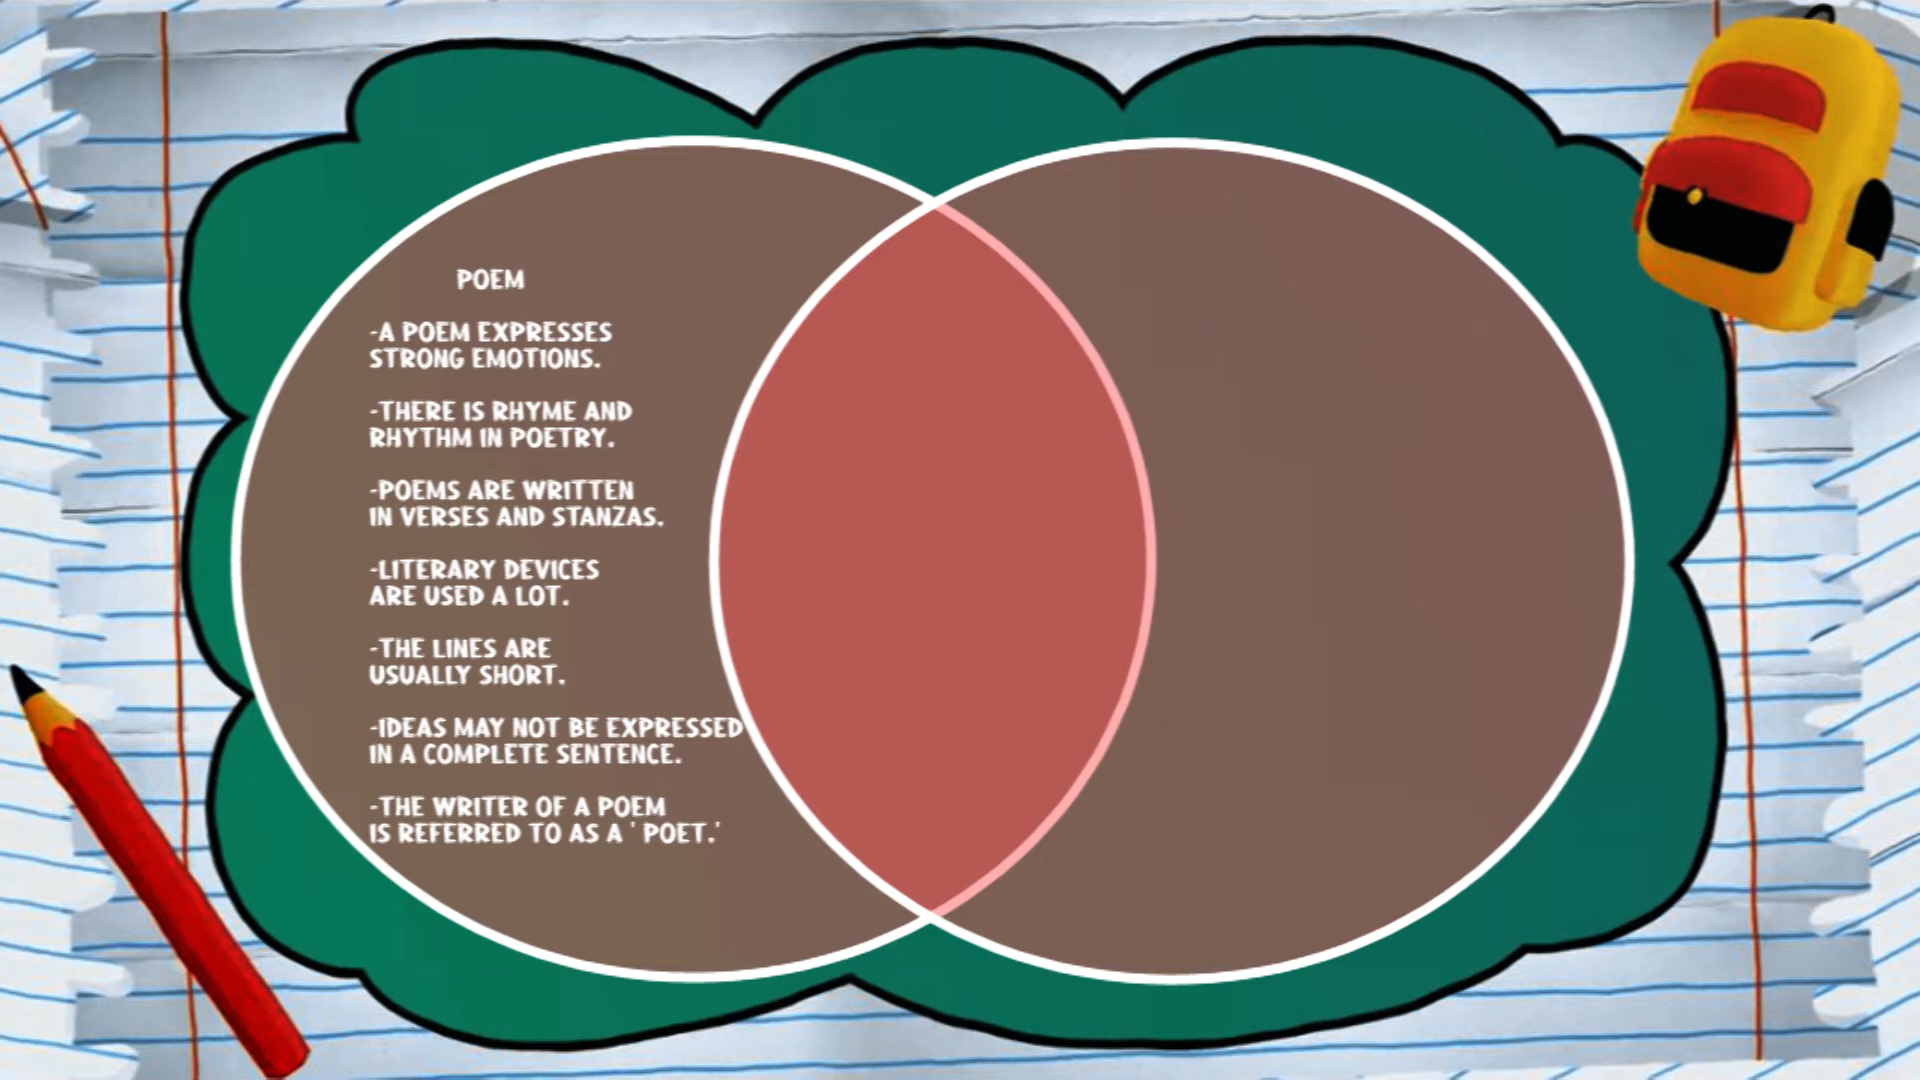 POEM
-A POEM EXPRESSES
STRONG EMOTIONS.
-THERE IS RHYME AND
RHYTHM IN POETRY.
-POEMS ARE WRITTEN
IN VERSES AND STANZAS.
-LITERARY DEVICES
ARE USED A LOT.
-THE LINES ARE
USUALLY SHORT.
-IDEAS MAY NOT BE EXPRESSED
IN A COMPLETE SENTENCE.
-THE WRITER OF A POEM
IS REFERRED TO AS A ' POET.'